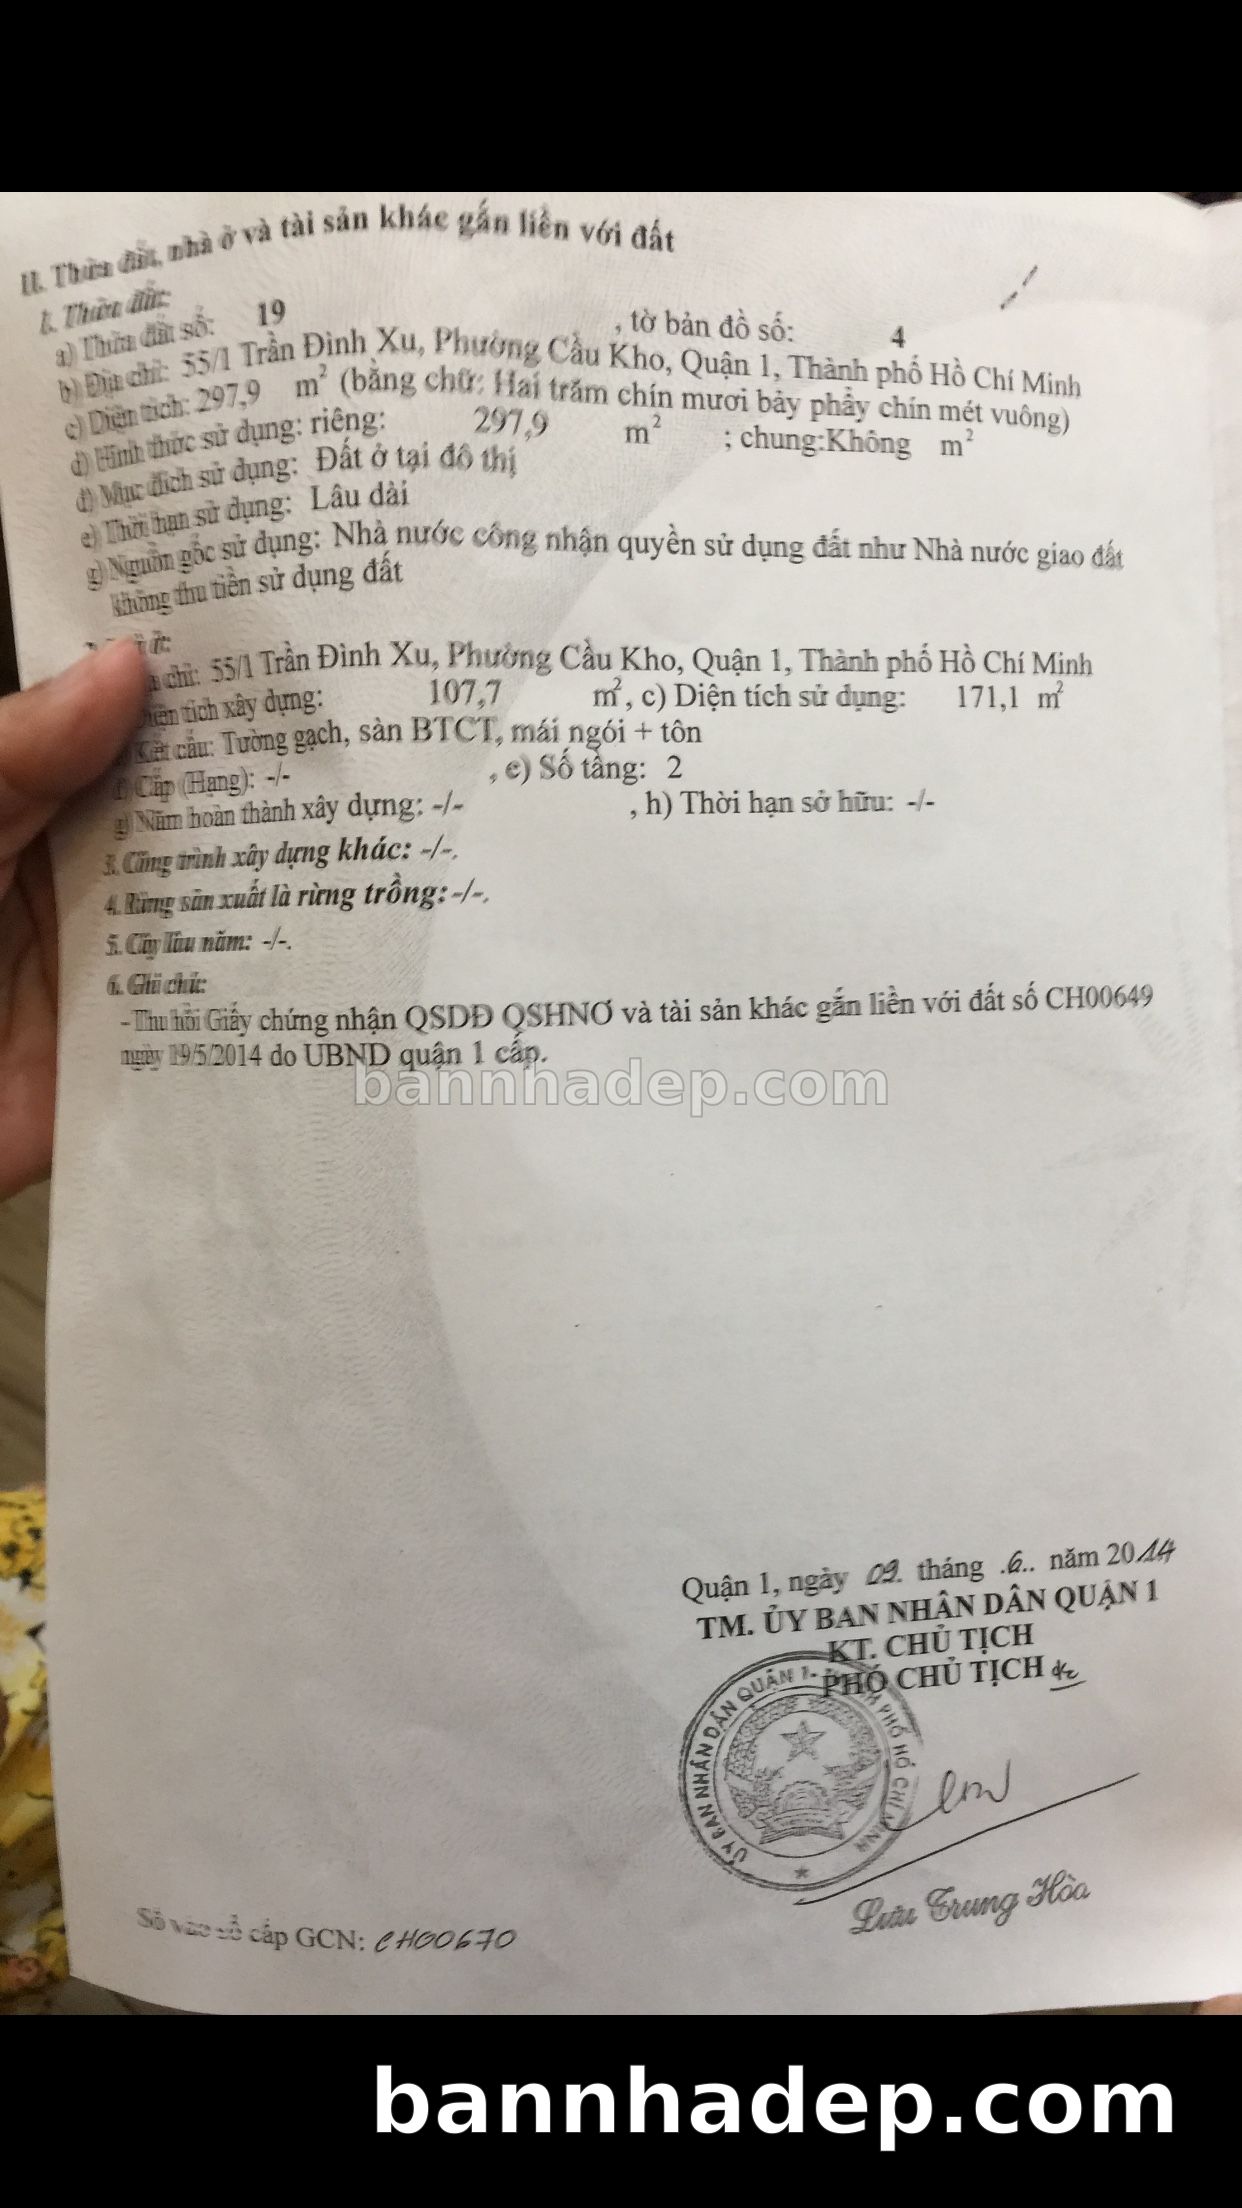 II. Thửa đất, nhà ở và tài sản khác gắn liền với đất
1. Thửa đất:
a) Thửa đất số: 19 , tờ bản đồ số: 4
b) Địa chỉ: 55/1 Trần Đình Xu, Phường Cầu Kho, Quận 1, Thành phố Hồ Chí Minh
c) Diện tích: 297,9 m² (bằng chữ: Hai trăm chín mươi bảy phẩy chín mét vuông)
d) Hình thức sử dụng: riêng: 297,9 m² ; chung:Không m²
đ) Mục đích sử dụng: Đất ở tại đô thị
e) Thời hạn sử dụng: Lâu dài
g) Nguồn gốc sử dụng: Nhà nước công nhận quyền sử dụng đất như Nhà nước giao đất
không thu tiền sử dụng đất
chỉ: 55/1 Trần Đình Xu, Phường Cầu Kho, Quận 1, Thành phố Hồ Chí Minh
Diện tích xây dựng: 107,7 m², c) Diện tích sử dụng: 171,1 m²
Kết cấu: Tường gạch, sàn BTCT, mái ngói + tôn
Cấp (Hạng): -/- , e) Số tầng: 2
g) Năm hoàn thành xây dựng: -/- , h) Thời hạn sở hữu: -/-
3. Công trình xây dựng khác: -/-.
4. Rừng sản xuất là rừng trồng: -/-.
5. Cây lâu năm: -/-.
6. Ghi chú:
- Thu hồi Giấy chứng nhận QSDĐ QSHNƠ và tài sản khác gắn liền với đất số CH00649
ngày 19/5/2014 do UBND quận 1 cấp.
bannhadep.com
Quận 1, ngày 09. tháng .6.. năm 2014
TM. ỦY BAN NHÂN DÂN QUẬN 1
KT. CHỦ TỊCH
PHÓ CHỦ TỊCH
ỦY BAN NHÂN DÂN QUẬN 1 - PHỐ HỒ CHÍ MINH
Lưu Trung Hòa
Số vào sổ cấp GCN: CH00670
bannhadep.com